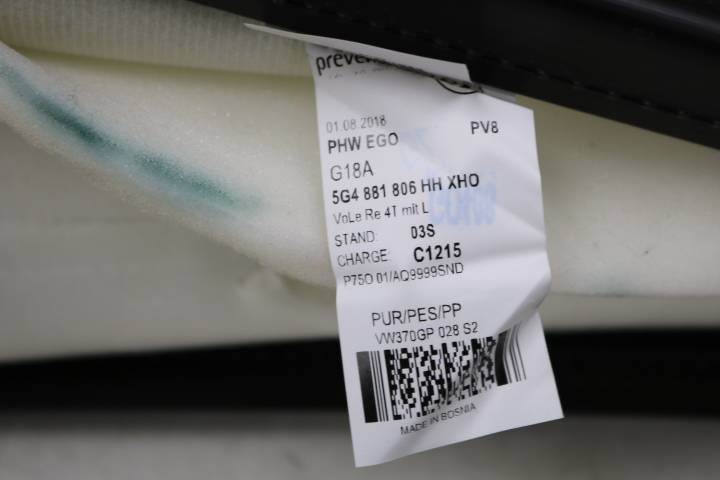 01.08.2018
PHW EGO PV8
G18A
5G4 881 806 HH XHO
VoLe Re 4T mit L
STAND: 03S
CHARGE: C1215
P75O 01/AQ9999SND
PUR/PES/PP
VW370GP 028 S2
MADE IN BOSNIA